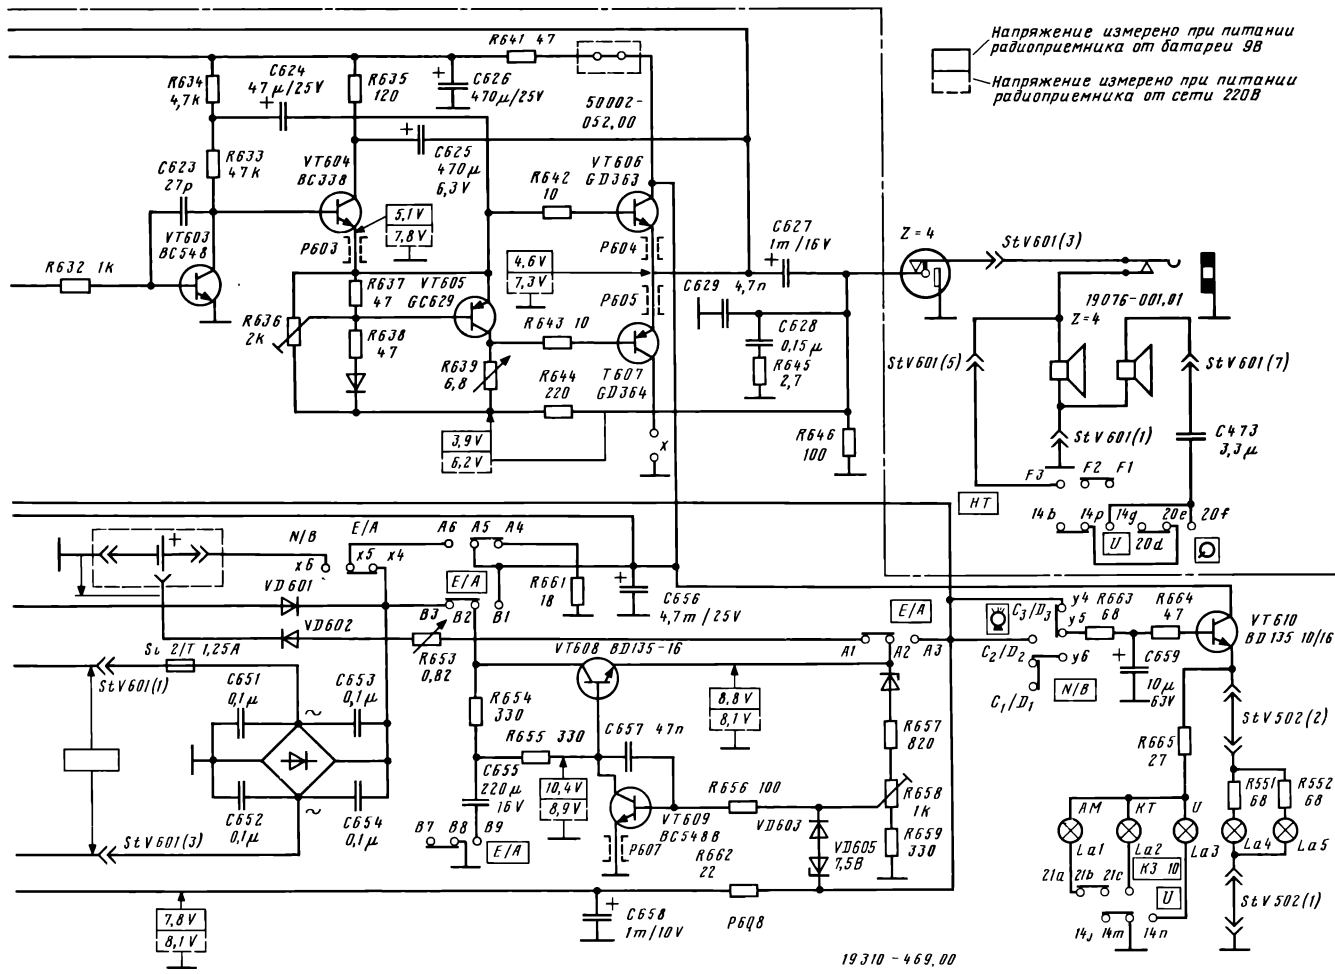 R641 47
Напряжение измерено при питании
радиоприемника от батареи 9В
Напряжение измерено при питании
радиоприемника от сети 220В
R634
4,7k
C624
47μ/25V
R635
120
C626
470μ/25V
50002-
052,00
C623
27p
R633
47k
VT604
BC338
C625
470μ
6,3V
R642
10
VT606
GD363
VT603
BC548
5,1V
7,8V
P603
R632 1k
P604
4,6V
7,3V
P605
C627
1m/16V
Z=4
StV601(3)
R637
47
VT605
GC629
C629
4,7n
19076-001,01
Z=4
R636
2k
R638
47
R643 10
C628
0,15μ
StV601(5)
StV601(7)
R639
6,8
R644
220
T607
GD364
R645
2,7
3,9V
6,2V
x
R646
100
StV601(1)
C473
3,3μ
F3
F2
F1
HT
14b
14p
14g
20e
20f
U
20d
N/B
E/A
A6
A5
A4
x6
x5
x4
VD601
E/A
R661
18
C656
4,7m/25V
B3
B2
B1
VD602
E/A
C3/D3
y4
y5
R663
68
R664
47
VT610
BD135 10/16
Si 2/T 1,25A
R653
0,82
VT608 BD135-16
A1
A2
A3
C2/D2
y6
C659
10μ
63V
StV601(1)
C1/D1
N/B
C651
0,1μ
C653
0,1μ
~
R654
330
8,8V
8,1V
R657
820
StV502(2)
R655 330
C657 47n
R665
27
C655
220μ
16V
10,4V
8,9V
R656 100
R658
1k
R551
68
R552
68
C652
0,1μ
C654
0,1μ
~
VT609
BC548B
VD603
AM
KT
U
StV601(3)
B7
B8
B9
E/A
P607
R662
22
VD605
7,5В
R659
330
La1
La2
La3
La4
La5
21a
21b
21c
КЗ 10
U
14j
14m
14n
StV502(1)
7,8V
8,1V
C658
1m/10V
P608
19310-469,00